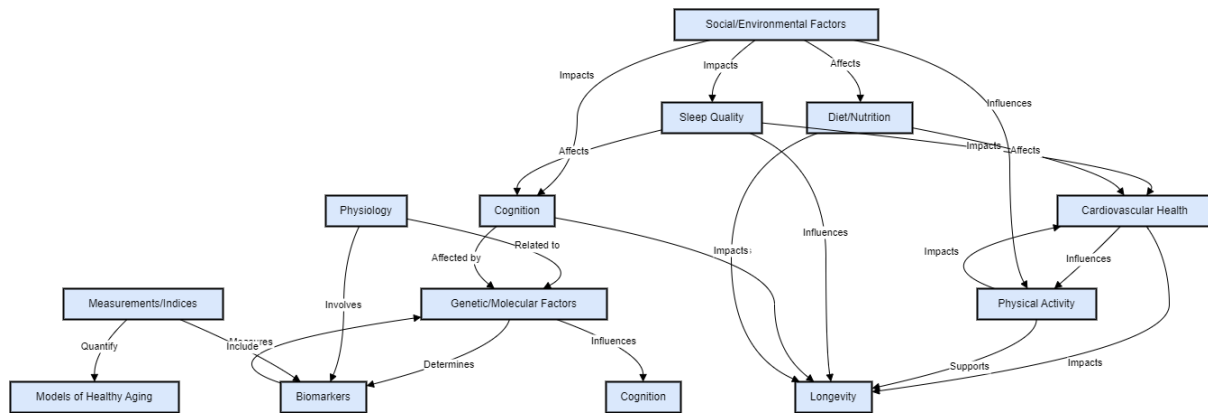 Social/Environmental Factors
Impacts
Impacts
Affects
Influences
Sleep Quality
Diet/Nutrition
Affects
Impacts
Affects
Physiology
Cognition
Cardiovascular Health
Related to
Impacts
Influences
Affected by
Impacts
Influences
Measurements/Indices
Involves
Genetic/Molecular Factors
Physical Activity
Quantify
Include
Measures
Determines
Influences
Supports
Impacts
Models of Healthy Aging
Biomarkers
Cognition
Longevity